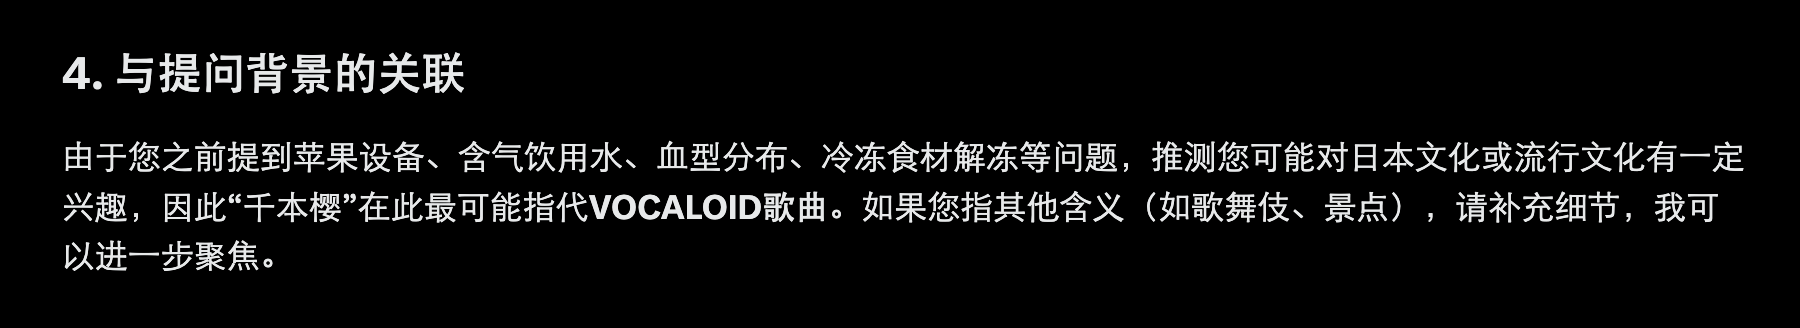 4. 与提问背景的关联
由于您之前提到苹果设备、含气饮用水、血型分布、冷冻食材解冻等问题，推测您可能对日本文化或流行文化有一定
兴趣，因此“千本樱”在此最可能指代VOCALOID歌曲。如果您指其他含义（如歌舞伎、景点），请补充细节，我可
以进一步聚焦。